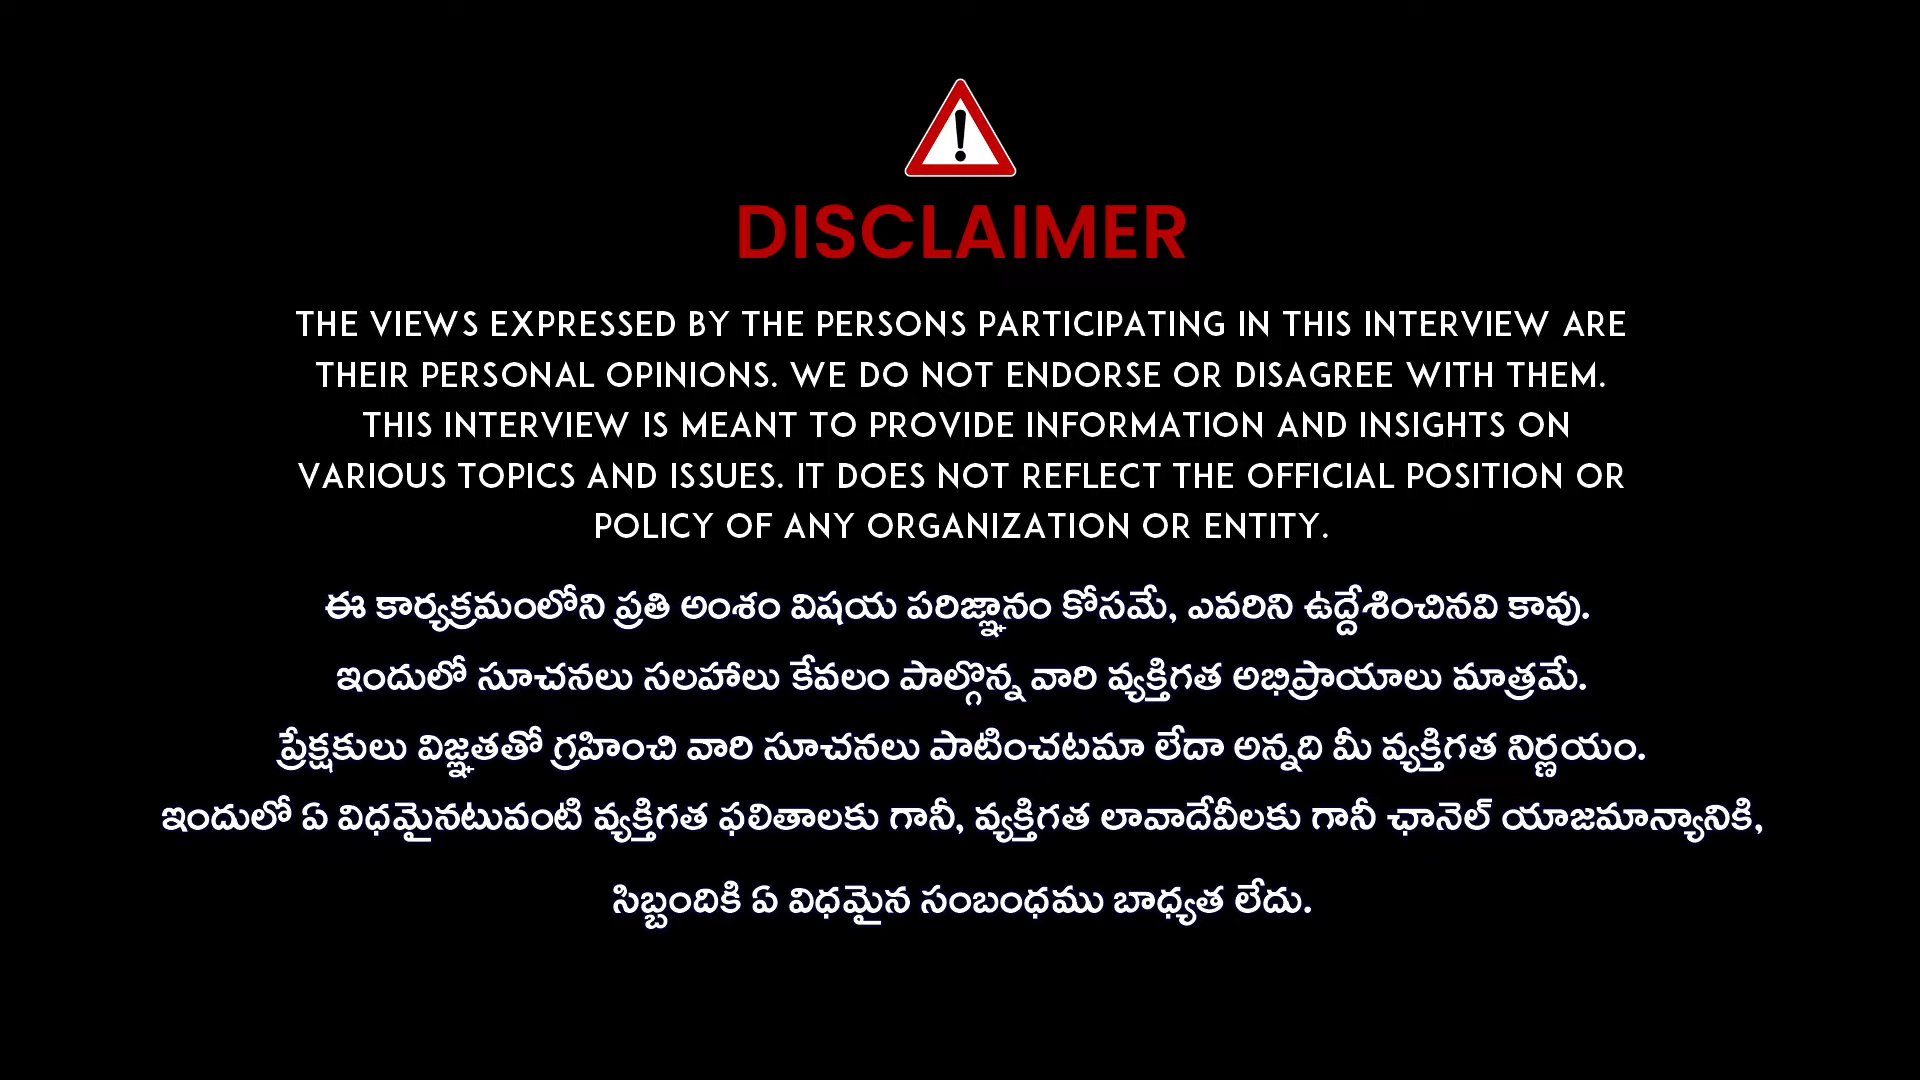 DISCLAIMER
THE VIEWS EXPRESSED BY THE PERSONS PARTICIPATING IN THIS INTERVIEW ARE
THEIR PERSONAL OPINIONS. WE DO NOT ENDORSE OR DISAGREE WITH THEM.
THIS INTERVIEW IS MEANT TO PROVIDE INFORMATION AND INSIGHTS ON
VARIOUS TOPICS AND ISSUES. IT DOES NOT REFLECT THE OFFICIAL POSITION OR
POLICY OF ANY ORGANIZATION OR ENTITY.
ఈ కార్యక్రమంలోని ప్రతి అంశం విషయ పరిజ్ఞానం కోసమే, ఎవరిని ఉద్దేశించినవి కావు.
ఇందులో సూచనలు సలహాలు కేవలం పాల్గొన్న వారి వ్యక్తిగత అభిప్రాయాలు మాత్రమే.
ప్రేక్షకులు విజ్ఞతతో గ్రహించి వారి సూచనలు పాటించటమా లేదా అన్నది మీ వ్యక్తిగత నిర్ణయం.
ఇందులో ఏ విధమైనటువంటి వ్యక్తిగత ఫలితాలకు గానీ, వ్యక్తిగత లావాదేవీలకు గానీ ఛానెల్ యాజమాన్యానికి,
సిబ్బందికి ఏ విధమైన సంబంధము బాధ్యత లేదు.